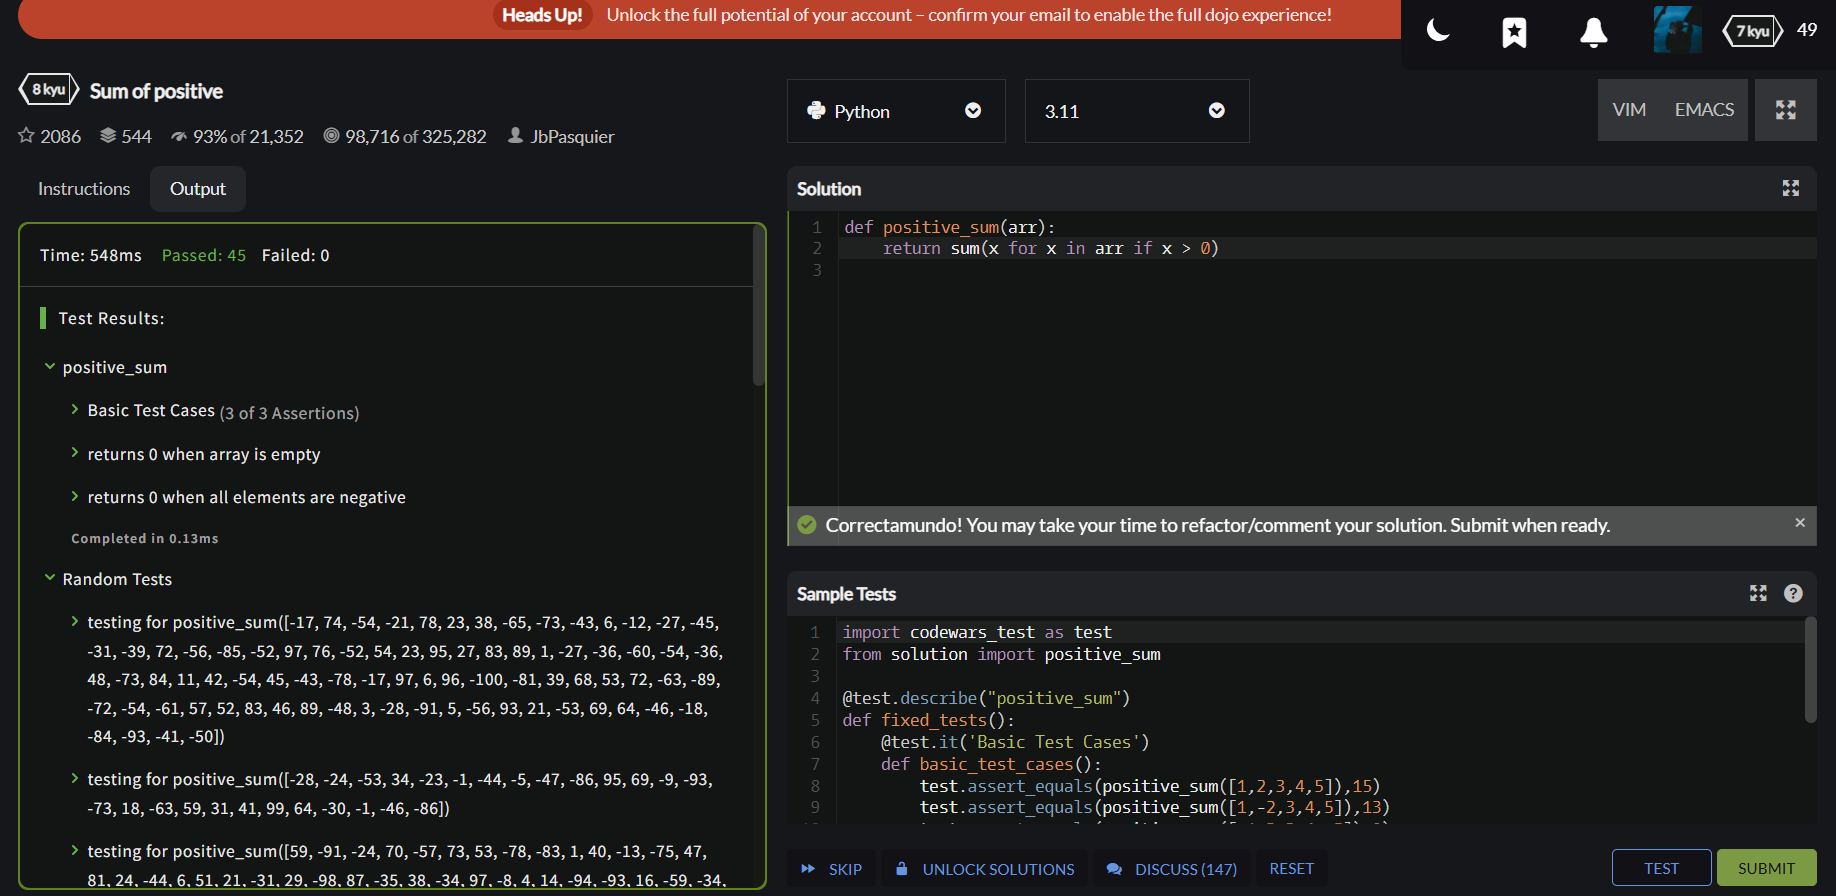 Heads Up! Unlock the full potential of your account – confirm your email to enable the full dojo experience!
7 kyu 49
8 kyu Sum of positive
2086 544 93% of 21,352 98,716 of 325,282 JbPasquier
Python 3.11 VIM EMACS
Instructions Output
Time: 548ms Passed: 45 Failed: 0
Test Results:
positive_sum
Basic Test Cases (3 of 3 Assertions)
returns 0 when array is empty
returns 0 when all elements are negative
Completed in 0.13ms
Random Tests
testing for positive_sum([-17, 74, -54, -21, 78, 23, 38, -65, -73, -43, 6, -12, -27, -45,
-31, -39, 72, -56, -85, -52, 97, 76, -52, 54, 23, 95, 27, 83, 89, 1, -27, -36, -60, -54, -36,
48, -73, 84, 11, 42, -54, 45, -43, -78, -17, 97, 6, 96, -100, -81, 39, 68, 53, 72, -63, -89,
-72, -54, -61, 57, 52, 83, 46, 89, -48, 3, -28, -91, 5, -56, 93, 21, -53, 69, 64, -46, -18,
-84, -93, -41, -50])
testing for positive_sum([-28, -24, -53, 34, -23, -1, -44, -5, -47, -86, 95, 69, -9, -93,
-73, 18, -63, 59, 31, 41, 99, 64, -30, -1, -46, -86])
testing for positive_sum([59, -91, -24, 70, -57, 73, 53, -78, -83, 1, 40, -13, -75, 47,
81, 24, -44, 6, 51, 21, -31, 29, -98, 87, -35, 38, -34, 97, -8, 4, 14, -94, -93, 16, -59, -34,
Solution
1 def positive_sum(arr):
2     return sum(x for x in arr if x > 0)
3
Correctamundo! You may take your time to refactor/comment your solution. Submit when ready. ×
Sample Tests ?
1 import codewars_test as test
2 from solution import positive_sum
3
4 @test.describe("positive_sum")
5 def fixed_tests():
6     @test.it('Basic Test Cases')
7     def basic_test_cases():
8         test.assert_equals(positive_sum([1,2,3,4,5]),15)
9         test.assert_equals(positive_sum([1,-2,3,4,5]),13)
SKIP UNLOCK SOLUTIONS DISCUSS (147) RESET TEST SUBMIT